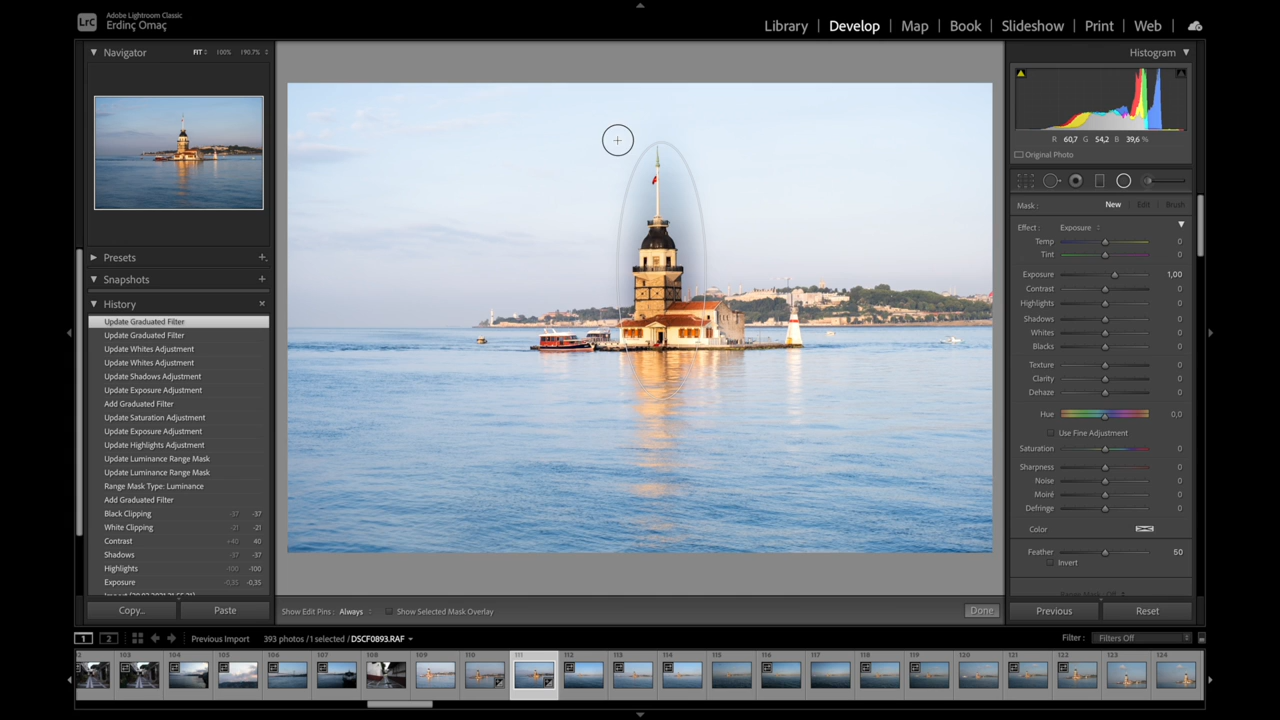 Lrc
Adobe Lightroom Classic
Erdinç Omaç
Library | Develop | Map | Book | Slideshow | Print | Web
Navigator FIT 100% 190.7%
Presets
Snapshots
History
Update Graduated Filter
Update Graduated Filter
Update Whites Adjustment
Update Whites Adjustment
Update Shadows Adjustment
Update Exposure Adjustment
Add Graduated Filter
Update Saturation Adjustment
Update Exposure Adjustment
Update Highlights Adjustment
Update Luminance Range Mask
Update Luminance Range Mask
Range Mask Type: Luminance
Add Graduated Filter
Black Clipping -37 -37
White Clipping -21 -21
Contrast +40 40
Shadows -37 -37
Highlights -100 -100
Exposure -0,35 -0,35
Copy... Paste
Show Edit Pins : Always Show Selected Mask Overlay Done
Histogram
R 60,7 G 54,2 B 39,6 %
Original Photo
Mask : New Edit Brush
Effect : Exposure
Temp 0
Tint 0
Exposure 1,00
Contrast 0
Highlights 0
Shadows 0
Whites 0
Blacks 0
Texture 0
Clarity 0
Dehaze 0
Hue 0,0
Use Fine Adjustment
Saturation 0
Sharpness 0
Noise 0
Moiré 0
Defringe 0
Color
Feather 50
Invert
Previous Reset
1 2 Previous Import 393 photos / 1 selected / DSCF0893.RAF Filter : Filters Off
103 104 105 106 107 108 109 110 111 112 113 114 115 116 117 118 119 120 121 122 123 124